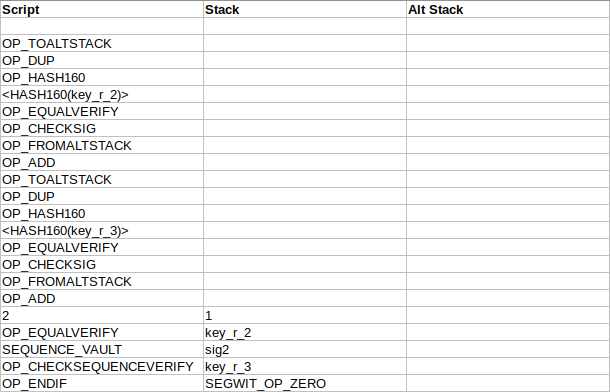 Script Stack Alt Stack
OP_TOALTSTACK
OP_DUP
OP_HASH160
<HASH160(key_r_2)>
OP_EQUALVERIFY
OP_CHECKSIG
OP_FROMALTSTACK
OP_ADD
OP_TOALTSTACK
OP_DUP
OP_HASH160
<HASH160(key_r_3)>
OP_EQUALVERIFY
OP_CHECKSIG
OP_FROMALTSTACK
OP_ADD
2 1
OP_EQUALVERIFY key_r_2
SEQUENCE_VAULT sig2
OP_CHECKSEQUENCEVERIFY key_r_3
OP_ENDIF SEGWIT_OP_ZERO